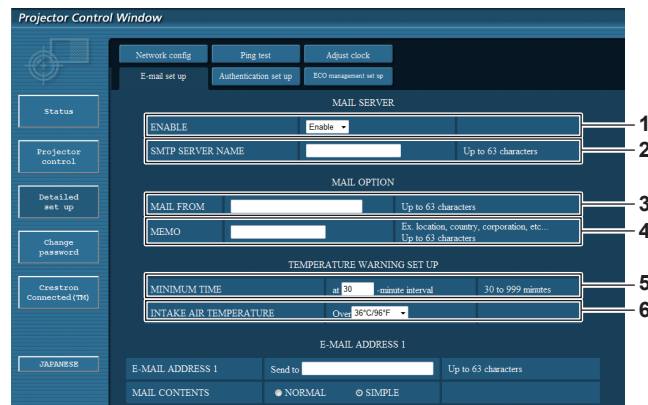 Projector Control Window
Network config Ping test Adjust clock
E-mail set up Authentication set up ECO management set up
Status
Projector control
Detailed set up
Change password
Crestron Connected(TM)
JAPANESE
MAIL SERVER
ENABLE Enable 1
SMTP SERVER NAME Up to 63 characters 2
MAIL OPTION
MAIL FROM Up to 63 characters 3
MEMO Ex. location, country, corporation, etc... 4
Up to 63 characters
TEMPERATURE WARNING SET UP
MINIMUM TIME at 30 -minute interval 30 to 999 minutes 5
INTAKE AIR TEMPERATURE Over 36°C/96°F 6
E-MAIL ADDRESS 1
E-MAIL ADDRESS 1 Send to Up to 63 characters
MAIL CONTENTS NORMAL SIMPLE